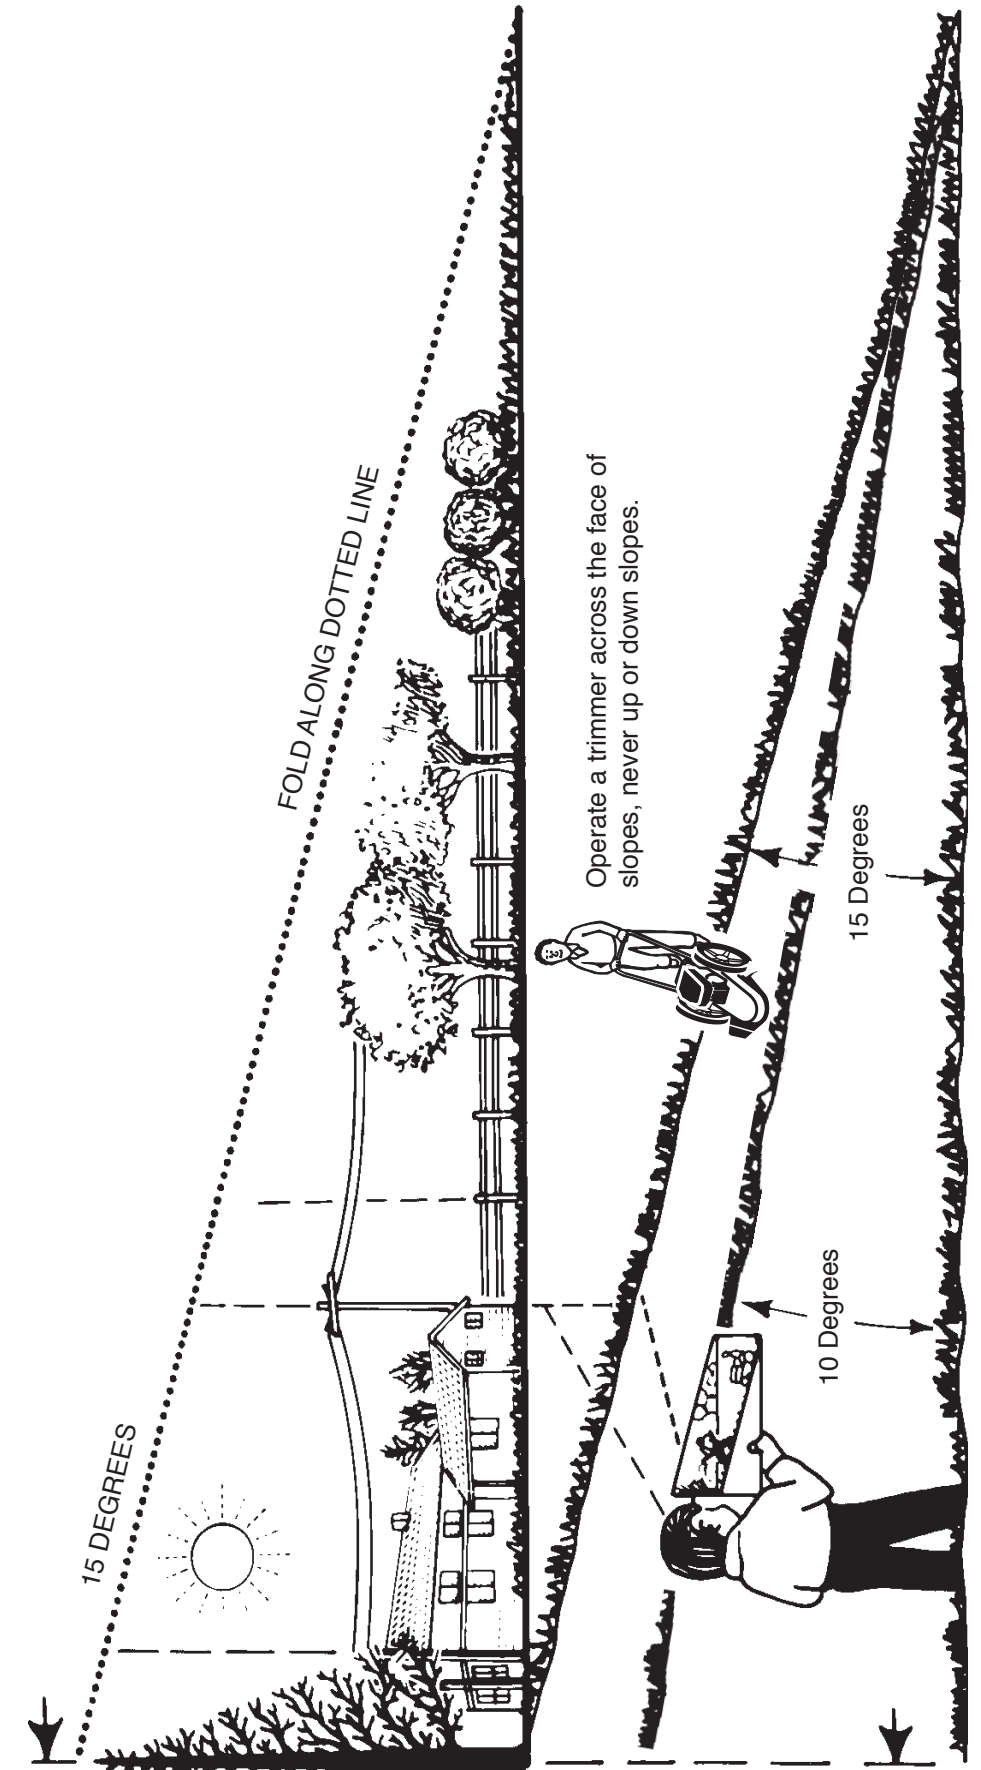 15 DEGREES
FOLD ALONG DOTTED LINE
Operate a trimmer across the face of
slopes, never up or down slopes.
10 Degrees
15 Degrees